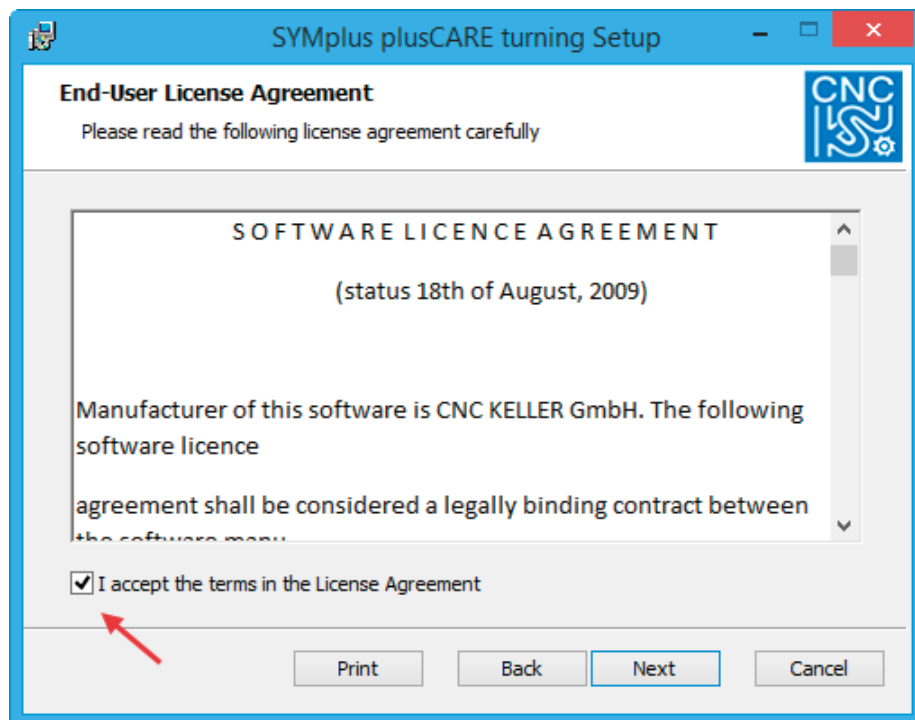 SYMplus plusCARE turning Setup
End-User License Agreement
Please read the following license agreement carefully
CNC
S O F T W A R E L I C E N C E A G R E E M E N T
(status 18th of August, 2009)
Manufacturer of this software is CNC KELLER GmbH. The following
software licence
agreement shall be considered a legally binding contract between
the software manu
I accept the terms in the License Agreement
Print Back Next Cancel